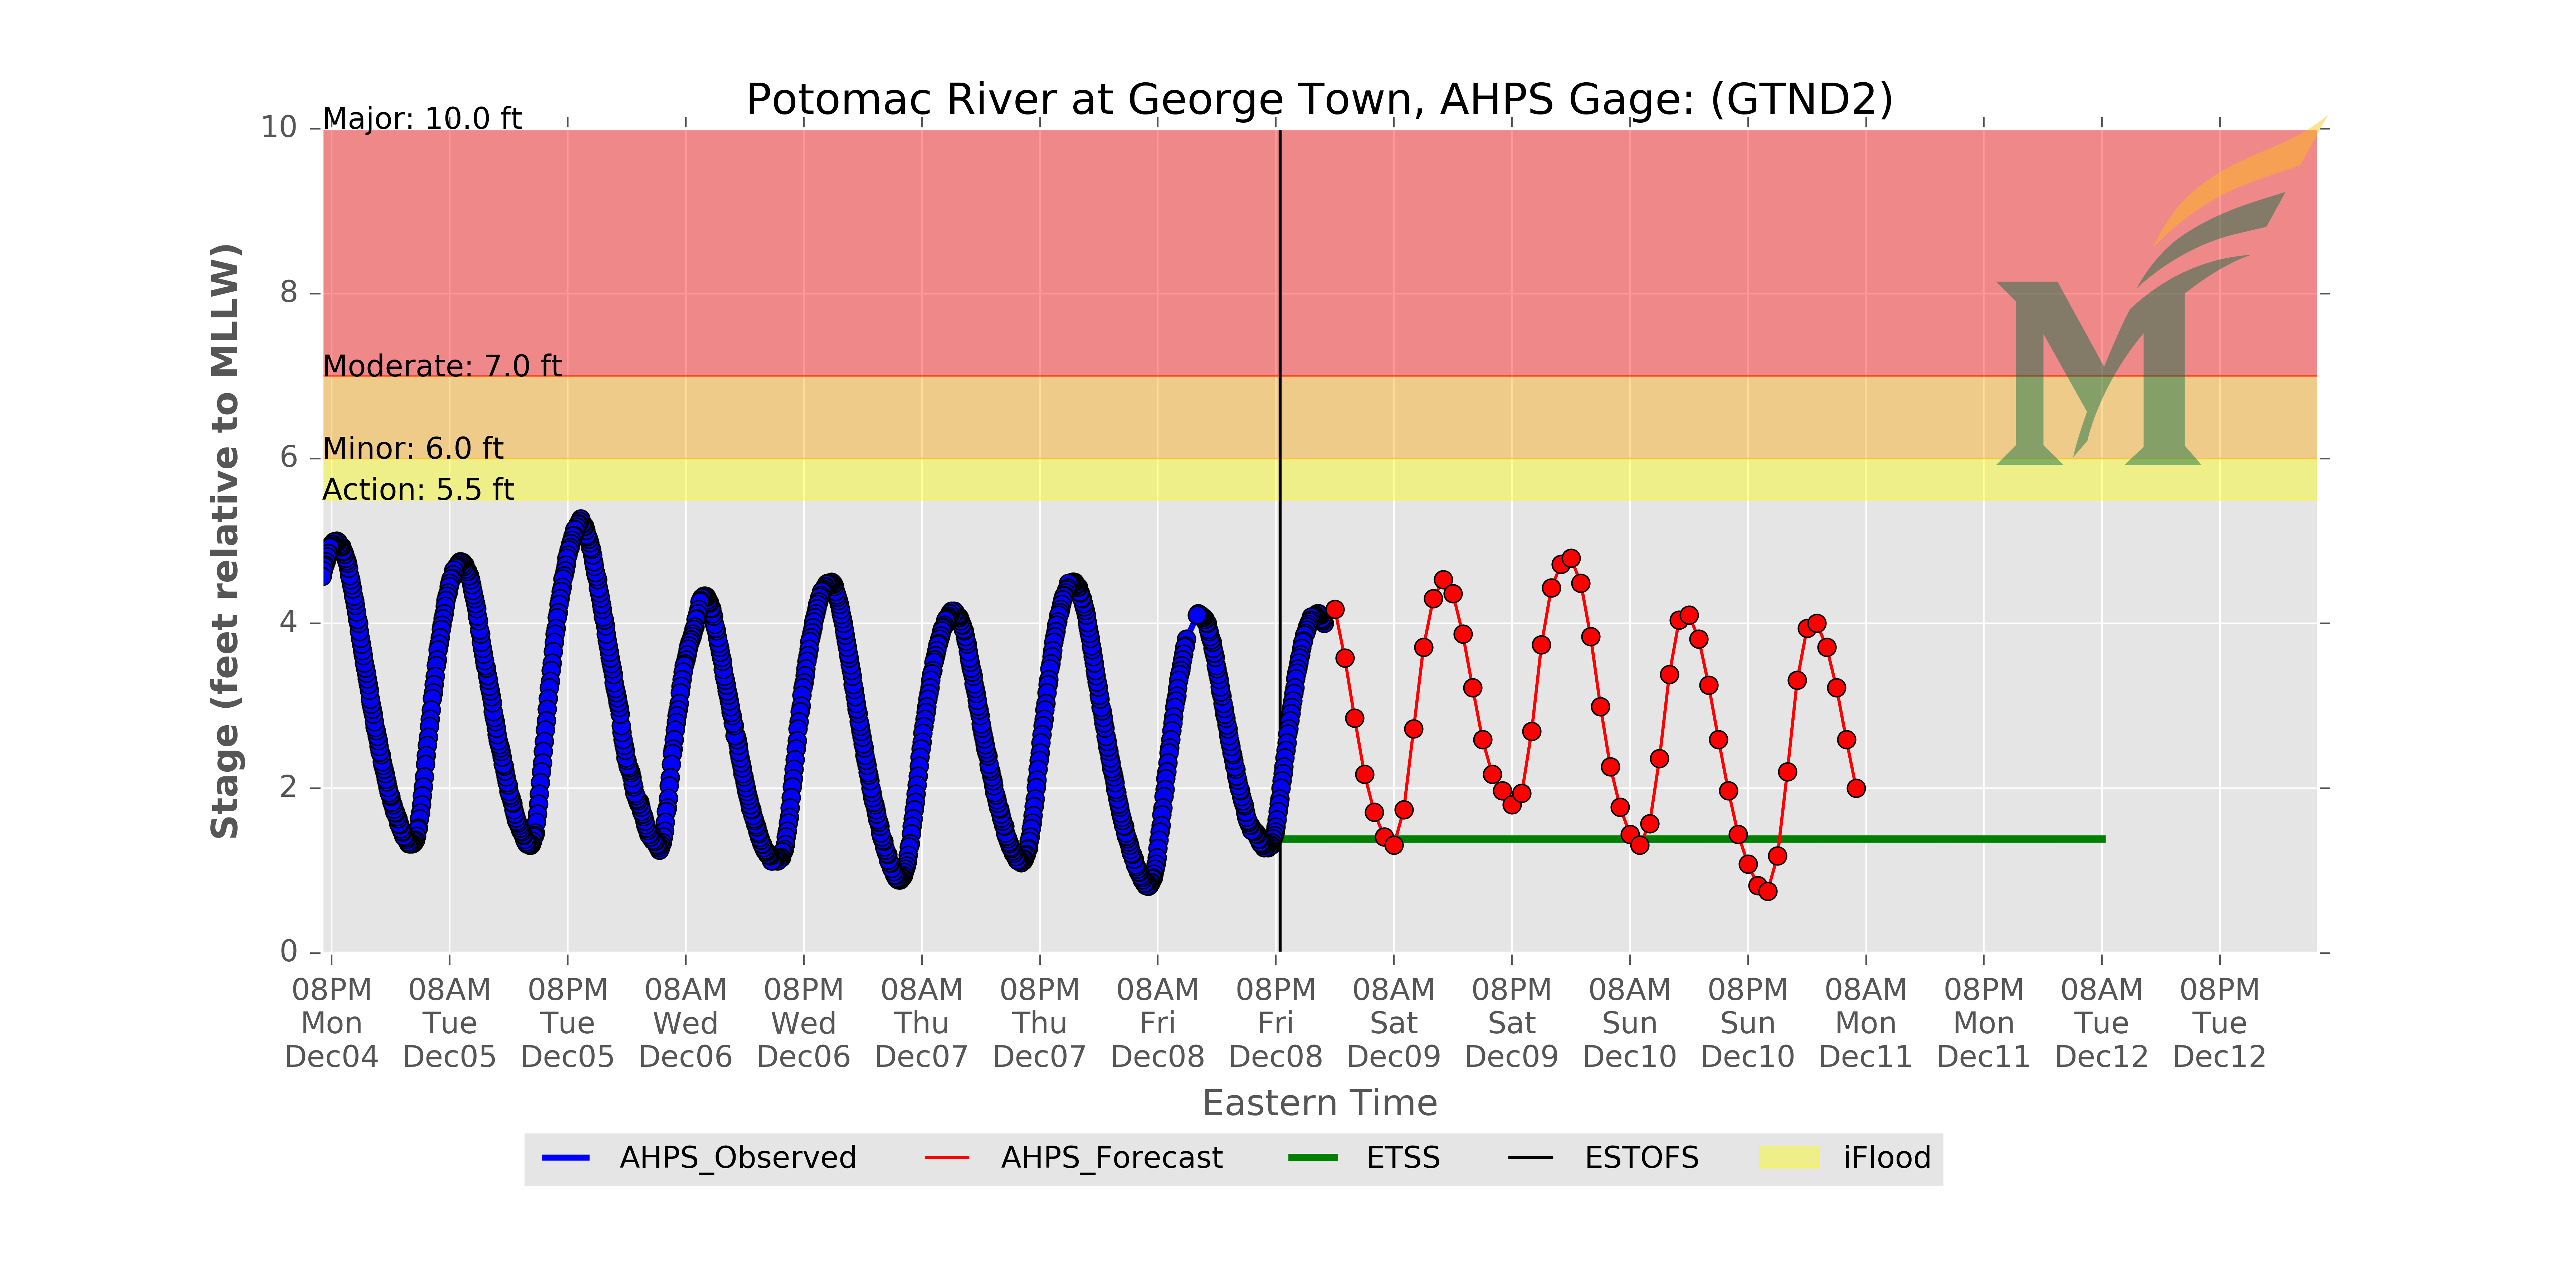 Potomac River at George Town, AHPS Gage: (GTND2)
Major: 10.0 ft
Moderate: 7.0 ft
Minor: 6.0 ft
Action: 5.5 ft
Stage (feet relative to MLLW)
10
8
6
4
2
0
08PM 08AM 08PM 08AM 08PM 08AM 08PM 08AM 08PM 08AM 08PM 08AM 08PM 08AM 08PM 08AM 08PM
Mon Tue Tue Wed Wed Thu Thu Fri Fri Sat Sat Sun Sun Mon Mon Tue Tue
Dec04 Dec05 Dec05 Dec06 Dec06 Dec07 Dec07 Dec08 Dec08 Dec09 Dec09 Dec10 Dec10 Dec11 Dec11 Dec12 Dec12
Eastern Time
AHPS_Observed AHPS_Forecast ETSS ESTOFS iFlood
M